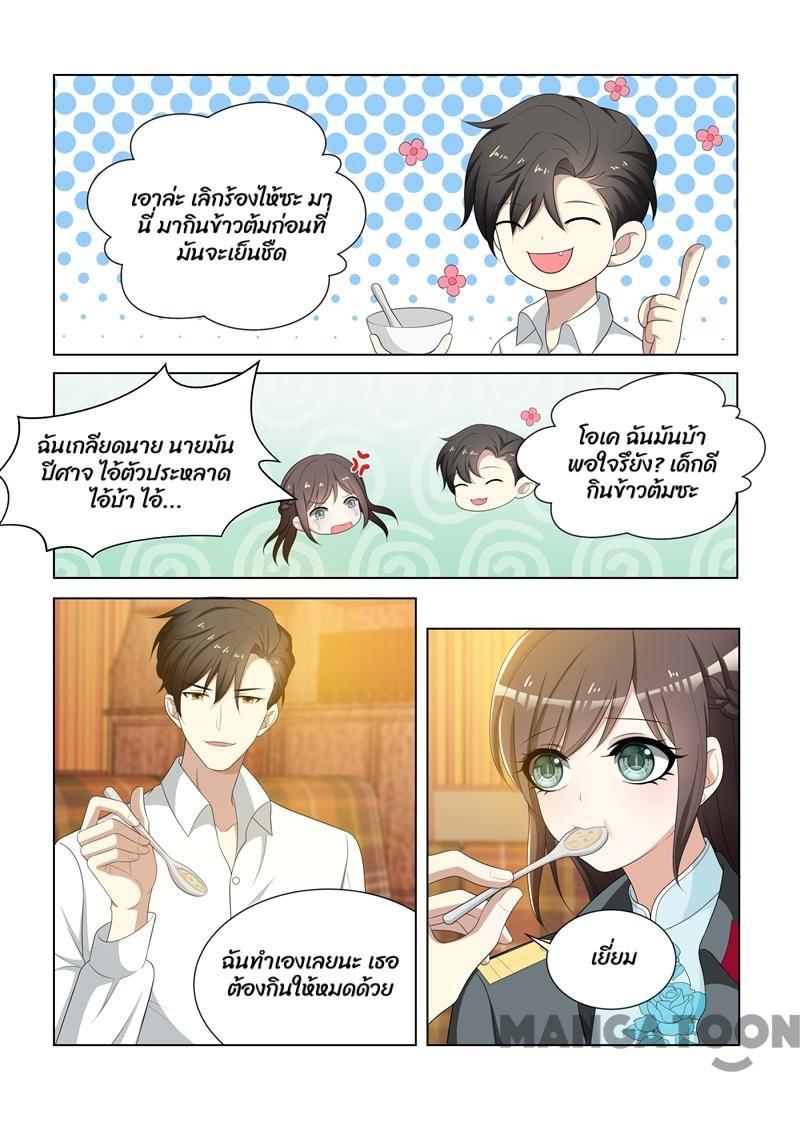 เอาล่ะ เลิกร้องไห้ซะ มา
นี่ มากินข้าวต้มก่อนที่
มันจะเย็นชืด
ฉันเกลียดนาย นายมัน
ปีศาจ ไอ้ตัวประหลาด
ไอ้บ้า ไอ้...
โอเค ฉันมันบ้า
พอใจรึยัง? เด็กดี
กินข้าวต้มซะ
ฉันทำเองเลยนะ เธอ
ต้องกินให้หมดด้วย
เยี่ยม
MANGATOON